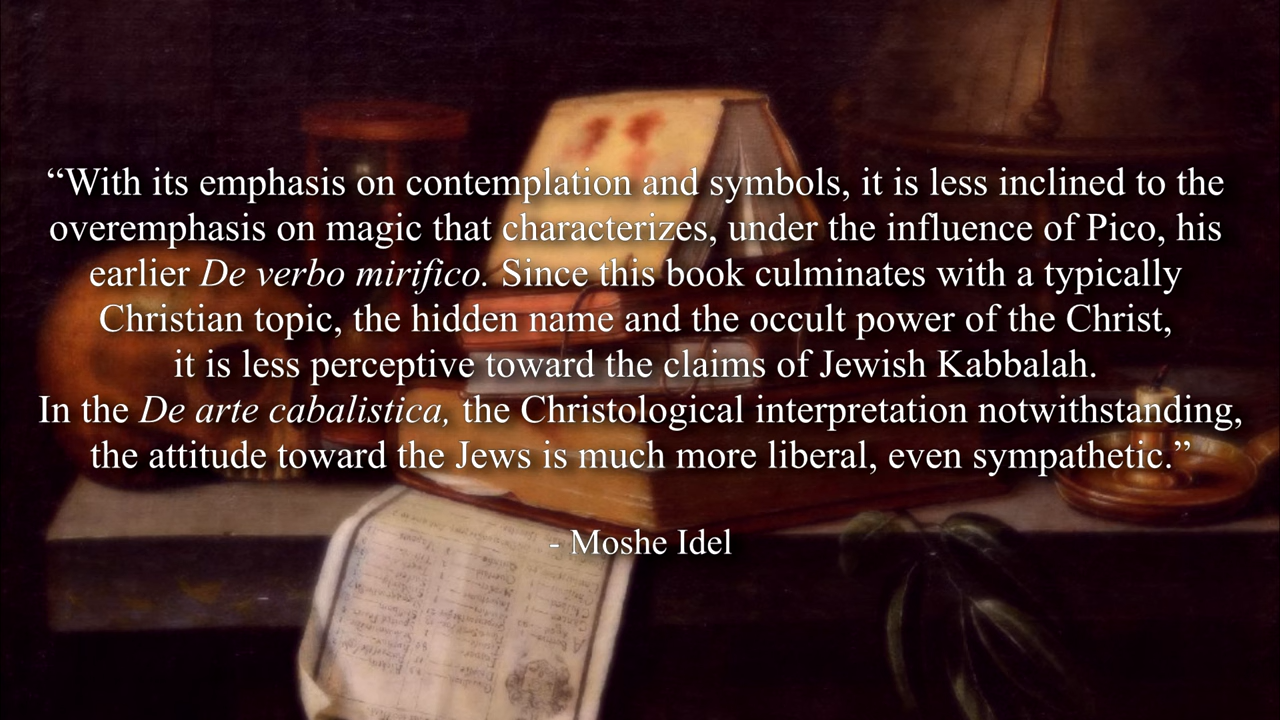 “With its emphasis on contemplation and symbols, it is less inclined to the
overemphasis on magic that characterizes, under the influence of Pico, his
earlier De verbo mirifico. Since this book culminates with a typically
Christian topic, the hidden name and the occult power of the Christ,
it is less perceptive toward the claims of Jewish Kabbalah.
In the De arte cabalistica, the Christological interpretation notwithstanding,
the attitude toward the Jews is much more liberal, even sympathetic.”
- Moshe Idel